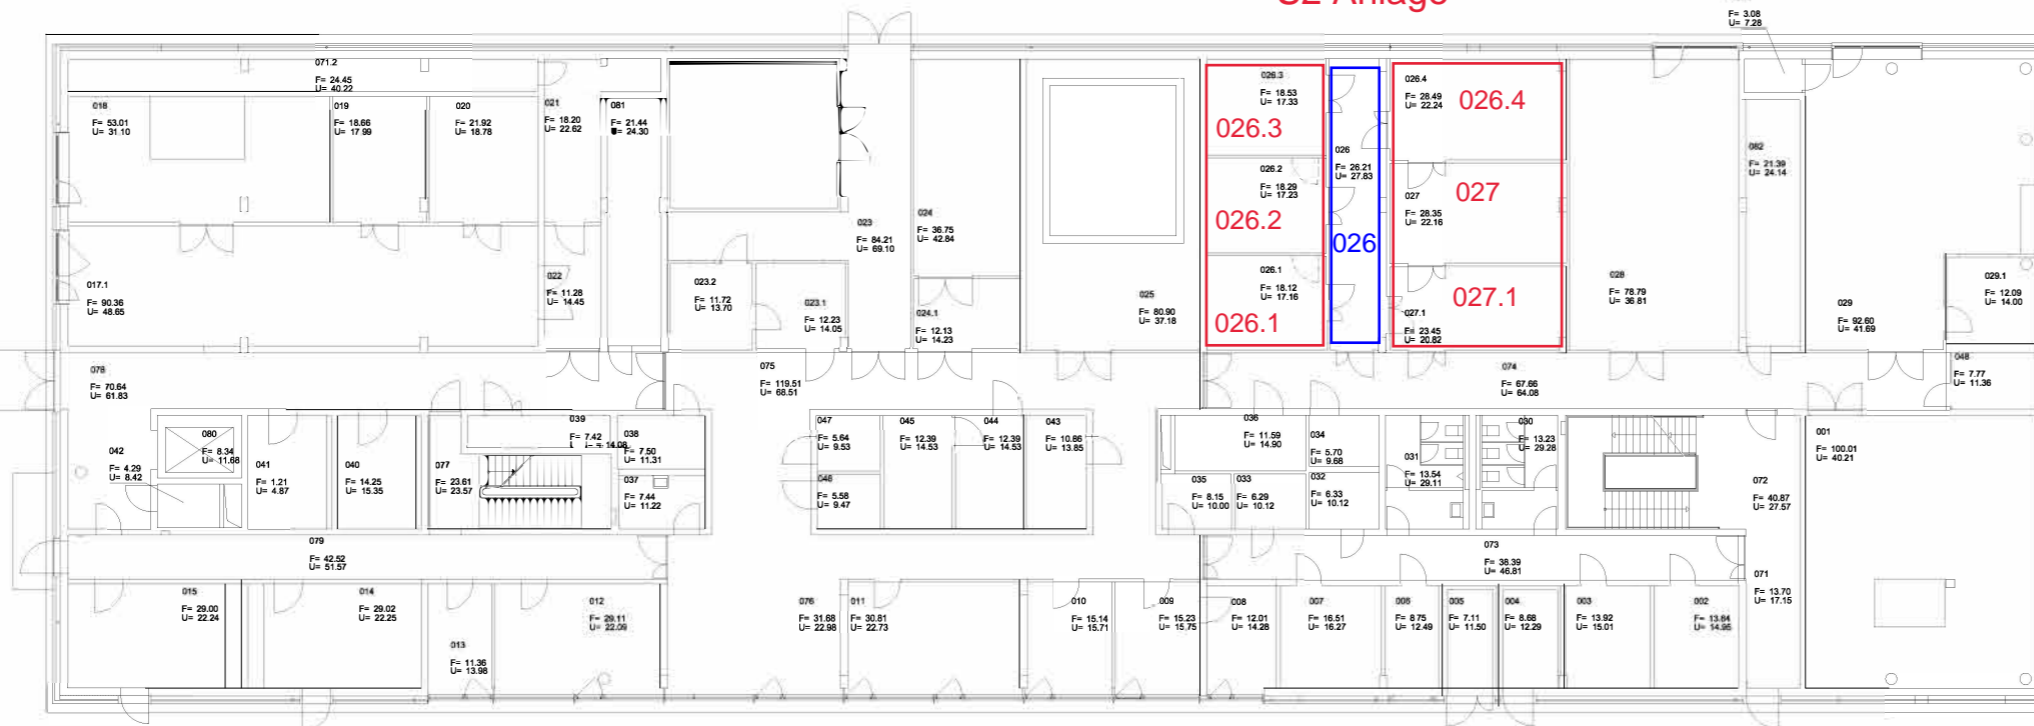 F= 3.08
U= 7.28
071.2
F= 24.45
U= 40.22
018
F= 53.01
U= 31.10
019
F= 18.66
U= 17.99
020
F= 21.92
U= 18.78
021
F= 18.20
U= 22.62
081
F= 21.44
U= 24.30
026.3
F= 18.53
U= 17.33
026.3
026.2
F= 18.29
U= 17.23
026.2
026.1
F= 18.12
U= 17.16
026.1
026
F= 26.21
U= 27.83
026
026.4
F= 28.49
U= 22.24
026.4
027
F= 28.35
U= 22.16
027
027.1
027.1
F= 23.45
U= 20.82
082
F= 21.39
U= 24.14
017.1
F= 90.36
U= 48.65
022
F= 11.28
U= 14.45
023.2
F= 11.72
U= 13.70
023.1
F= 12.23
U= 14.05
023
F= 84.21
U= 69.10
024
F= 36.75
U= 42.84
024.1
F= 12.13
U= 14.23
025
F= 80.90
U= 37.18
028
F= 78.79
U= 36.81
029
F= 92.60
U= 41.69
029.1
F= 12.09
U= 14.00
078
F= 70.64
U= 61.83
075
F= 119.51
U= 68.51
074
F= 67.66
U= 64.08
048
F= 7.77
U= 11.36
042
F= 4.29
U= 8.42
080
F= 8.34
U= 11.68
041
F= 1.21
U= 4.87
040
F= 14.25
U= 15.35
077
F= 23.61
U= 23.57
039
F= 7.42
14.08
038
F= 7.50
U= 11.31
037
F= 7.44
U= 11.22
047
F= 5.64
U= 9.53
046
F= 5.58
U= 9.47
045
F= 12.39
U= 14.53
044
F= 12.39
U= 14.53
043
F= 10.86
U= 13.85
036
F= 11.59
U= 14.90
034
F= 5.70
U= 9.68
035
F= 8.15
U= 10.00
033
F= 6.29
U= 10.12
032
F= 6.33
U= 10.12
031
F= 13.54
U= 29.11
030
F= 13.23
U= 29.28
072
F= 40.87
U= 27.57
001
F= 100.01
U= 40.21
079
F= 42.52
U= 51.57
073
F= 38.39
U= 46.81
071
F= 13.70
U= 17.15
015
F= 29.00
U= 22.24
014
F= 29.02
U= 22.25
013
F= 11.36
U= 13.98
012
F= 29.11
U= 22.09
076
F= 31.68
U= 22.98
011
F= 30.81
U= 22.73
010
F= 15.14
U= 15.71
009
F= 15.23
U= 15.75
008
F= 12.01
U= 14.28
007
F= 16.51
U= 16.27
006
F= 8.75
U= 12.49
005
F= 7.11
U= 11.50
004
F= 8.68
U= 12.29
003
F= 13.92
U= 15.01
002
F= 13.84
U= 14.95